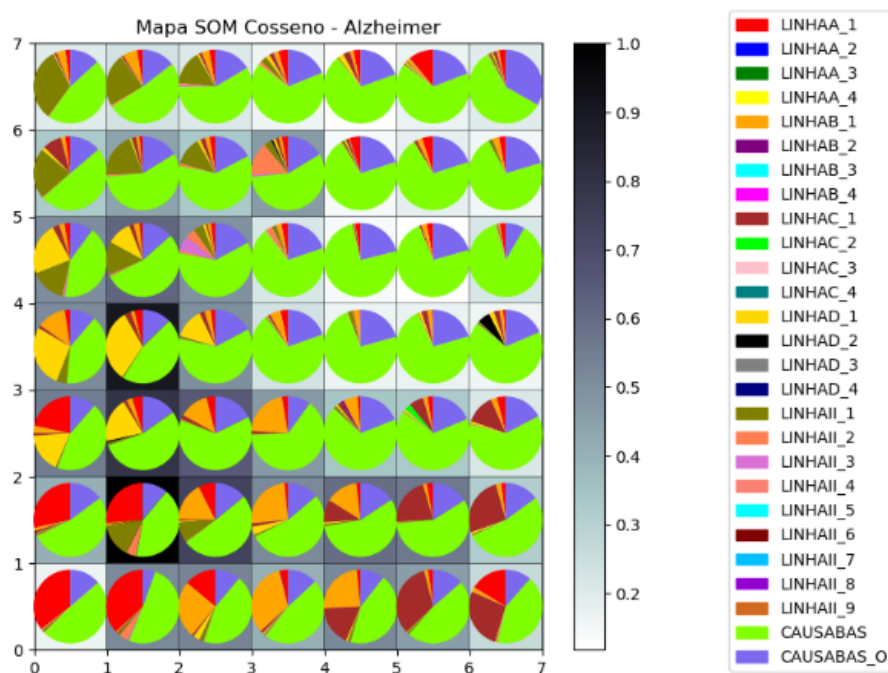 Mapa SOM Cosseno - Alzheimer
7
6
5
4
3
2
1
0
0 1 2 3 4 5 6 7
1.0
0.9
0.8
0.7
0.6
0.5
0.4
0.3
0.2
LINHAA_1
LINHAA_2
LINHAA_3
LINHAA_4
LINHAB_1
LINHAB_2
LINHAB_3
LINHAB_4
LINHAC_1
LINHAC_2
LINHAC_3
LINHAC_4
LINHAD_1
LINHAD_2
LINHAD_3
LINHAD_4
LINHAII_1
LINHAII_2
LINHAII_3
LINHAII_4
LINHAII_5
LINHAII_6
LINHAII_7
LINHAII_8
LINHAII_9
CAUSABAS
CAUSABAS_O